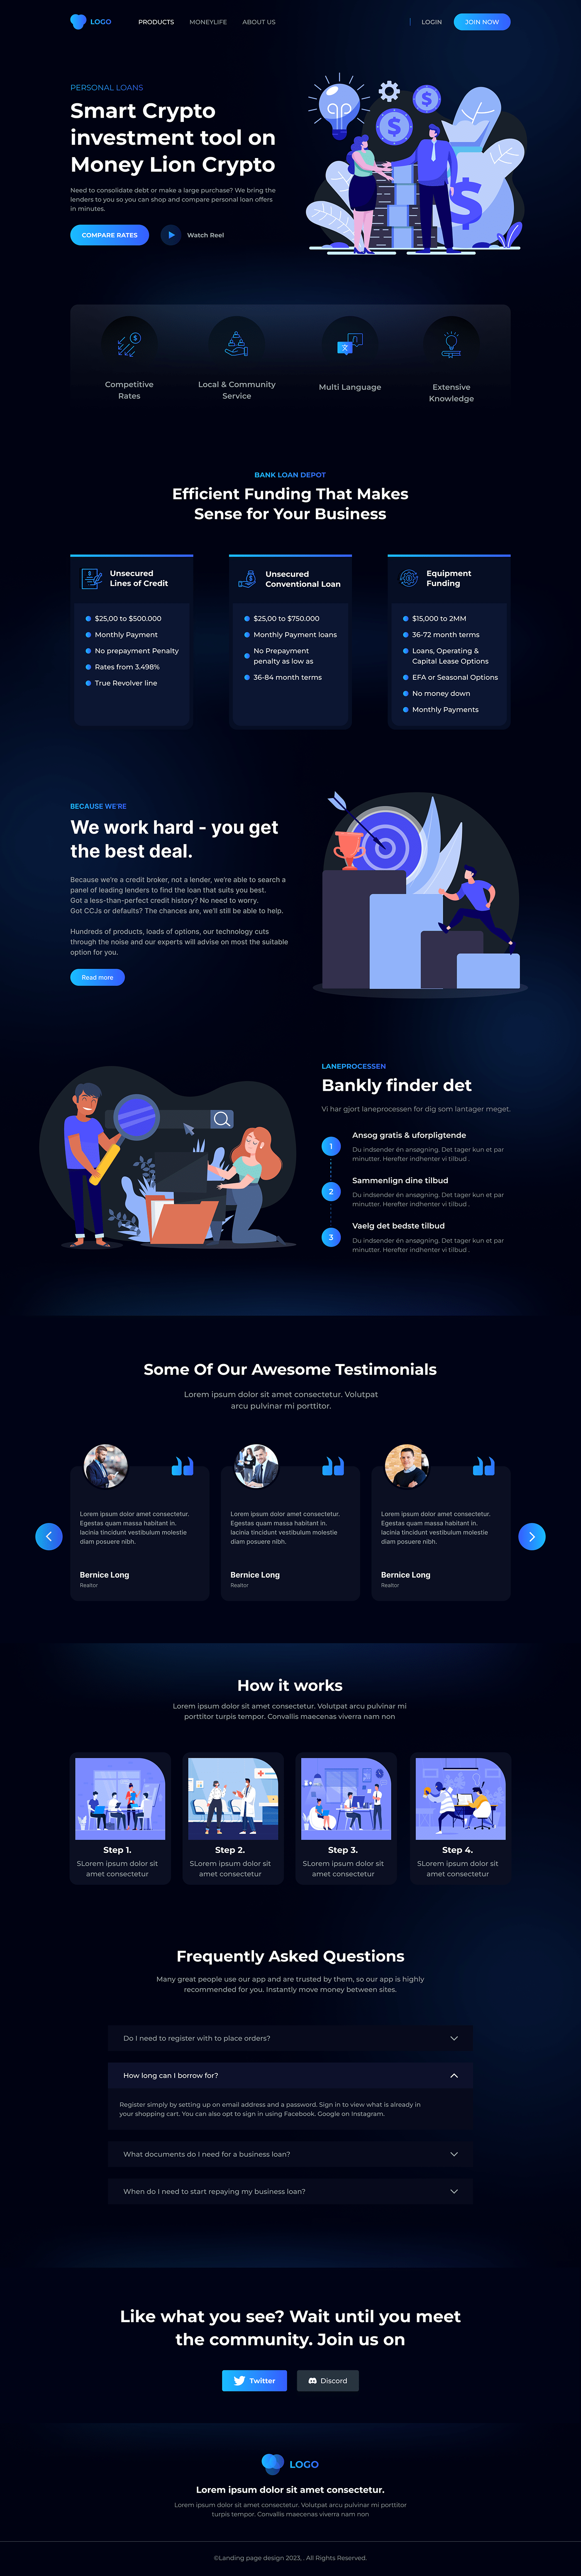 LOGO
PRODUCTS
MONEYLIFE
ABOUT US
LOGIN
JOIN NOW
PERSONAL LOANS
Smart Crypto
investment tool on
Money Lion Crypto
Need to consolidate debt or make a large purchase? We bring the
lenders to you so you can shop and compare personal loan offers
in minutes.
COMPARE RATES
Watch Reel
Competitive
Rates
Local & Community
Service
Multi Language
Extensive
Knowledge
BANK LOAN DEPOT
Efficient Funding That Makes
Sense for Your Business
Unsecured
Lines of Credit
$25,00 to $500.000
Monthly Payment
No prepayment Penalty
Rates from 3.498%
True Revolver line
Unsecured
Conventional Loan
$25,00 to $750.000
Monthly Payment loans
No Prepayment
penalty as low as
36-84 month terms
Equipment
Funding
$15,000 to 2MM
36-72 month terms
Loans, Operating &
Capital Lease Options
EFA or Seasonal Options
No money down
Monthly Payments
BECAUSE WE'RE
We work hard - you get
the best deal.
Because we're a credit broker, not a lender, we're able to search a
panel of leading lenders to find the loan that suits you best.
Got a less-than-perfect credit history? No need to worry.
Got CCJs or defaults? The chances are, we'll still be able to help.
Hundreds of products, loads of options, our technology cuts
through the noise and our experts will advise on most the suitable
option for you.
Read more
LANEPROCESSEN
Bankly finder det
Vi har gjort laneprocessen for dig som lantager meget.
1
Ansog gratis & uforpligtende
Du indsender én ansøgning. Det tager kun et par
minutter. Herefter indhenter vi tilbud .
2
Sammenlign dine tilbud
Du indsender én ansøgning. Det tager kun et par
minutter. Herefter indhenter vi tilbud .
3
Vaelg det bedste tilbud
Du indsender én ansøgning. Det tager kun et par
minutter. Herefter indhenter vi tilbud .
Some Of Our Awesome Testimonials
Lorem ipsum dolor sit amet consectetur. Volutpat
arcu pulvinar mi porttitor.
Lorem ipsum dolor amet consectetur.
Egestas quam massa habitant in.
lacinia tincidunt vestibulum molestie
diam posuere nibh.
Bernice Long
Realtor
Lorem ipsum dolor amet consectetur.
Egestas quam massa habitant in.
lacinia tincidunt vestibulum molestie
diam posuere nibh.
Bernice Long
Realtor
Lorem ipsum dolor amet consectetur.
Egestas quam massa habitant in.
lacinia tincidunt vestibulum molestie
diam posuere nibh.
Bernice Long
Realtor
How it works
Lorem ipsum dolor sit amet consectetur. Volutpat arcu pulvinar mi
porttitor turpis tempor. Convallis maecenas viverra nam non
Step 1.
SLorem ipsum dolor sit
amet consectetur
Step 2.
SLorem ipsum dolor sit
amet consectetur
Step 3.
SLorem ipsum dolor sit
amet consectetur
Step 4.
SLorem ipsum dolor sit
amet consectetur
Frequently Asked Questions
Many great people use our app and are trusted by them, so our app is highly
recommended for you. Instantly move money between sites.
Do I need to register with to place orders?
How long can I borrow for?
Register simply by setting up on email address and a password. Sign in to view what is already in
your shopping cart. You can also opt to sign in using Facebook. Google on Instagram.
What documents do I need for a business loan?
When do I need to start repaying my business loan?
Like what you see? Wait until you meet
the community. Join us on
Twitter
Discord
LOGO
Lorem ipsum dolor sit amet consectetur.
Lorem ipsum dolor sit amet consectetur. Volutpat arcu pulvinar mi porttitor
turpis tempor. Convallis maecenas viverra nam non
©Landing page design 2023, . All Rights Reserved.